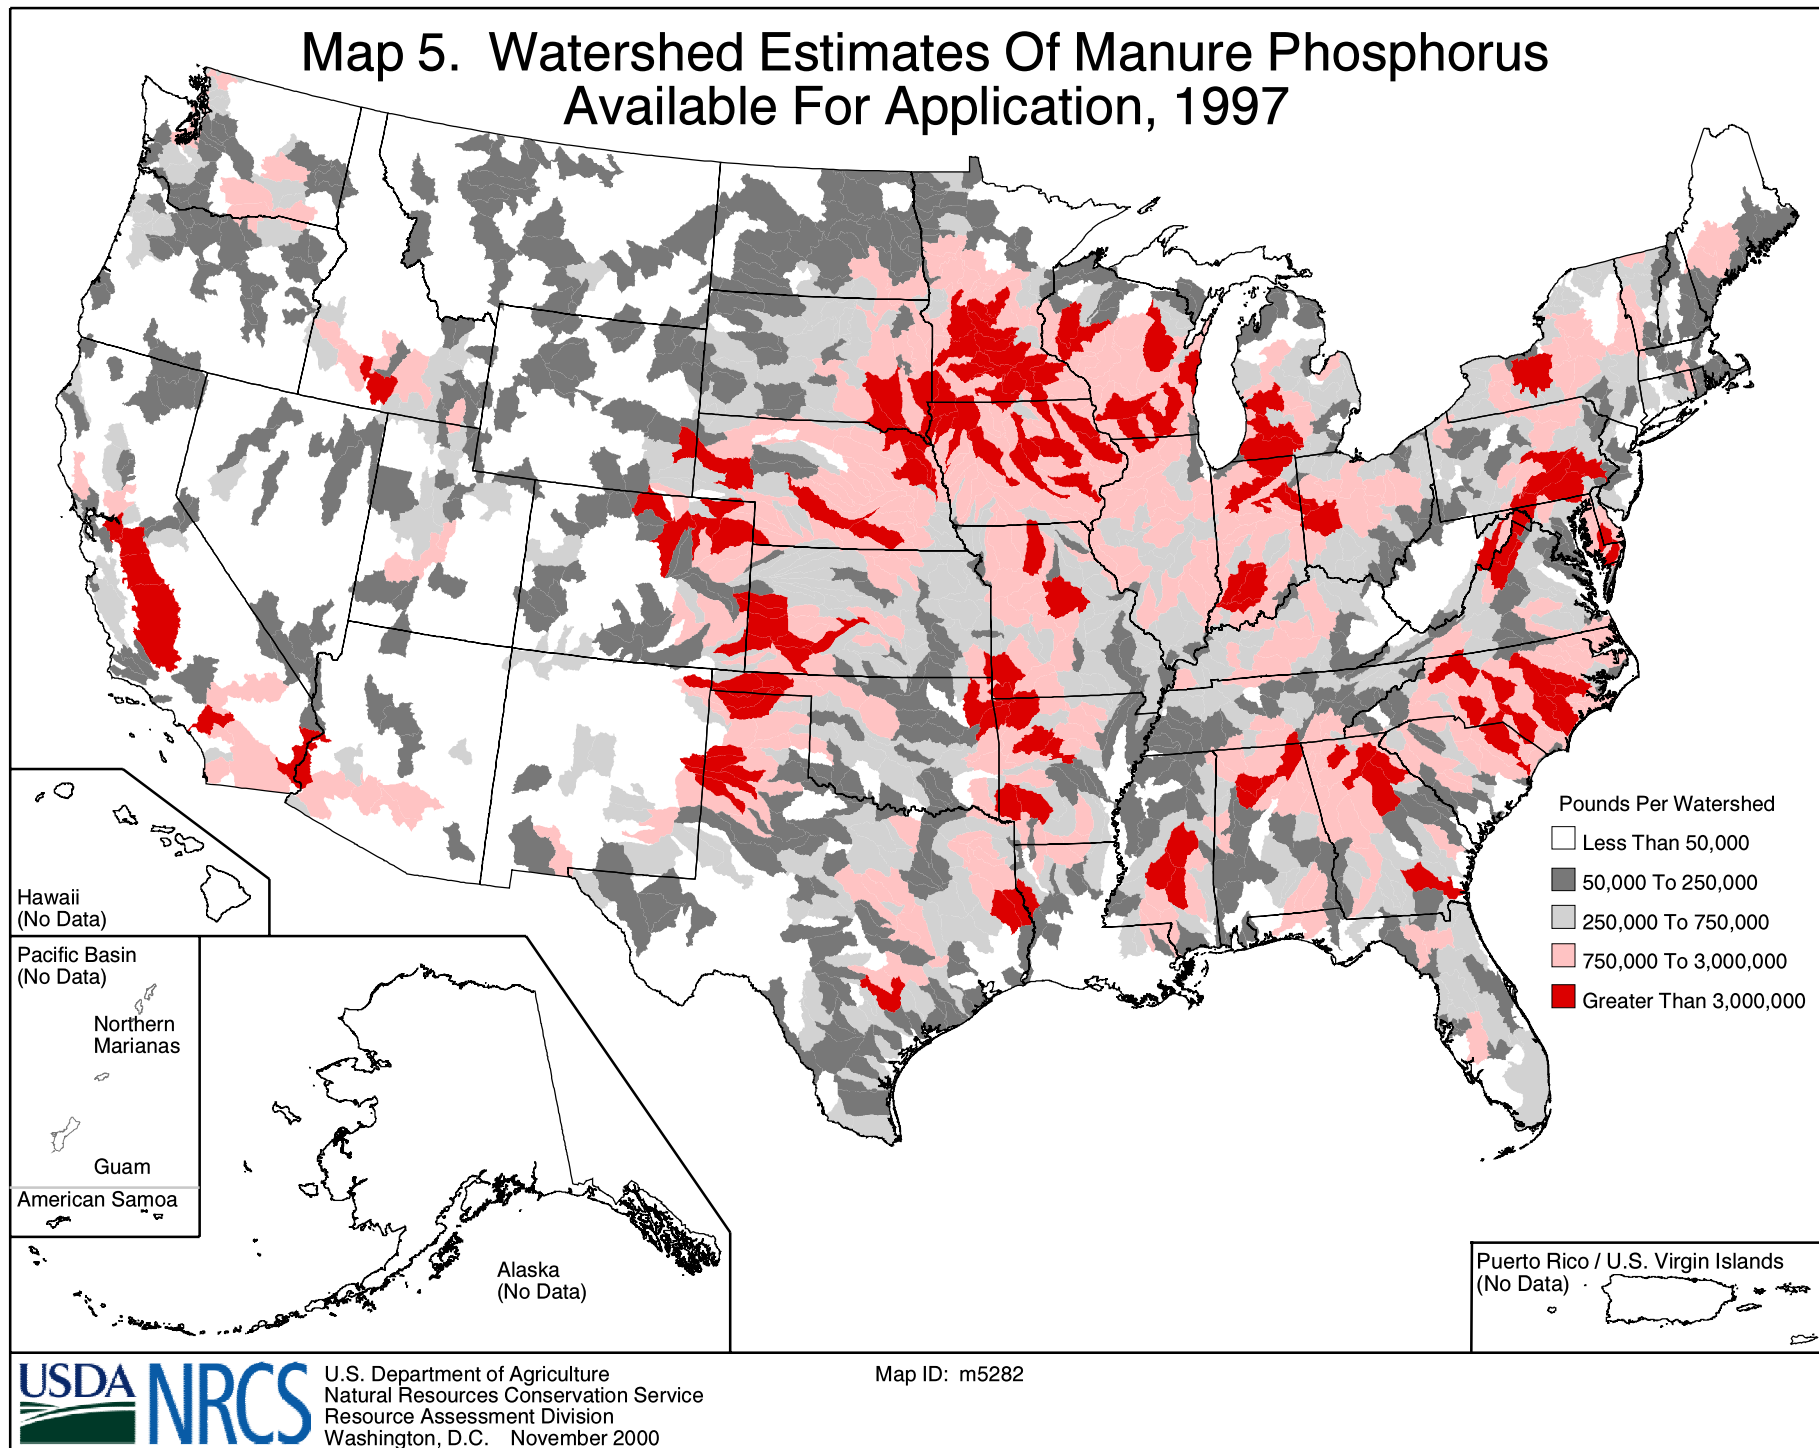 Map 5.  Watershed Estimates Of Manure Phosphorus
Available For Application, 1997
Pounds Per Watershed
Less Than 50,000
50,000 To 250,000
250,000 To 750,000
750,000 To 3,000,000
Greater Than 3,000,000
Hawaii
(No Data)
Pacific Basin
(No Data)
Northern
Marianas
Guam
American Samoa
Alaska
(No Data)
Puerto Rico / U.S. Virgin Islands
(No Data)
USDA
NRCS
U.S. Department of Agriculture
Natural Resources Conservation Service
Resource Assessment Division
Washington, D.C.    November 2000
Map ID:  m5282